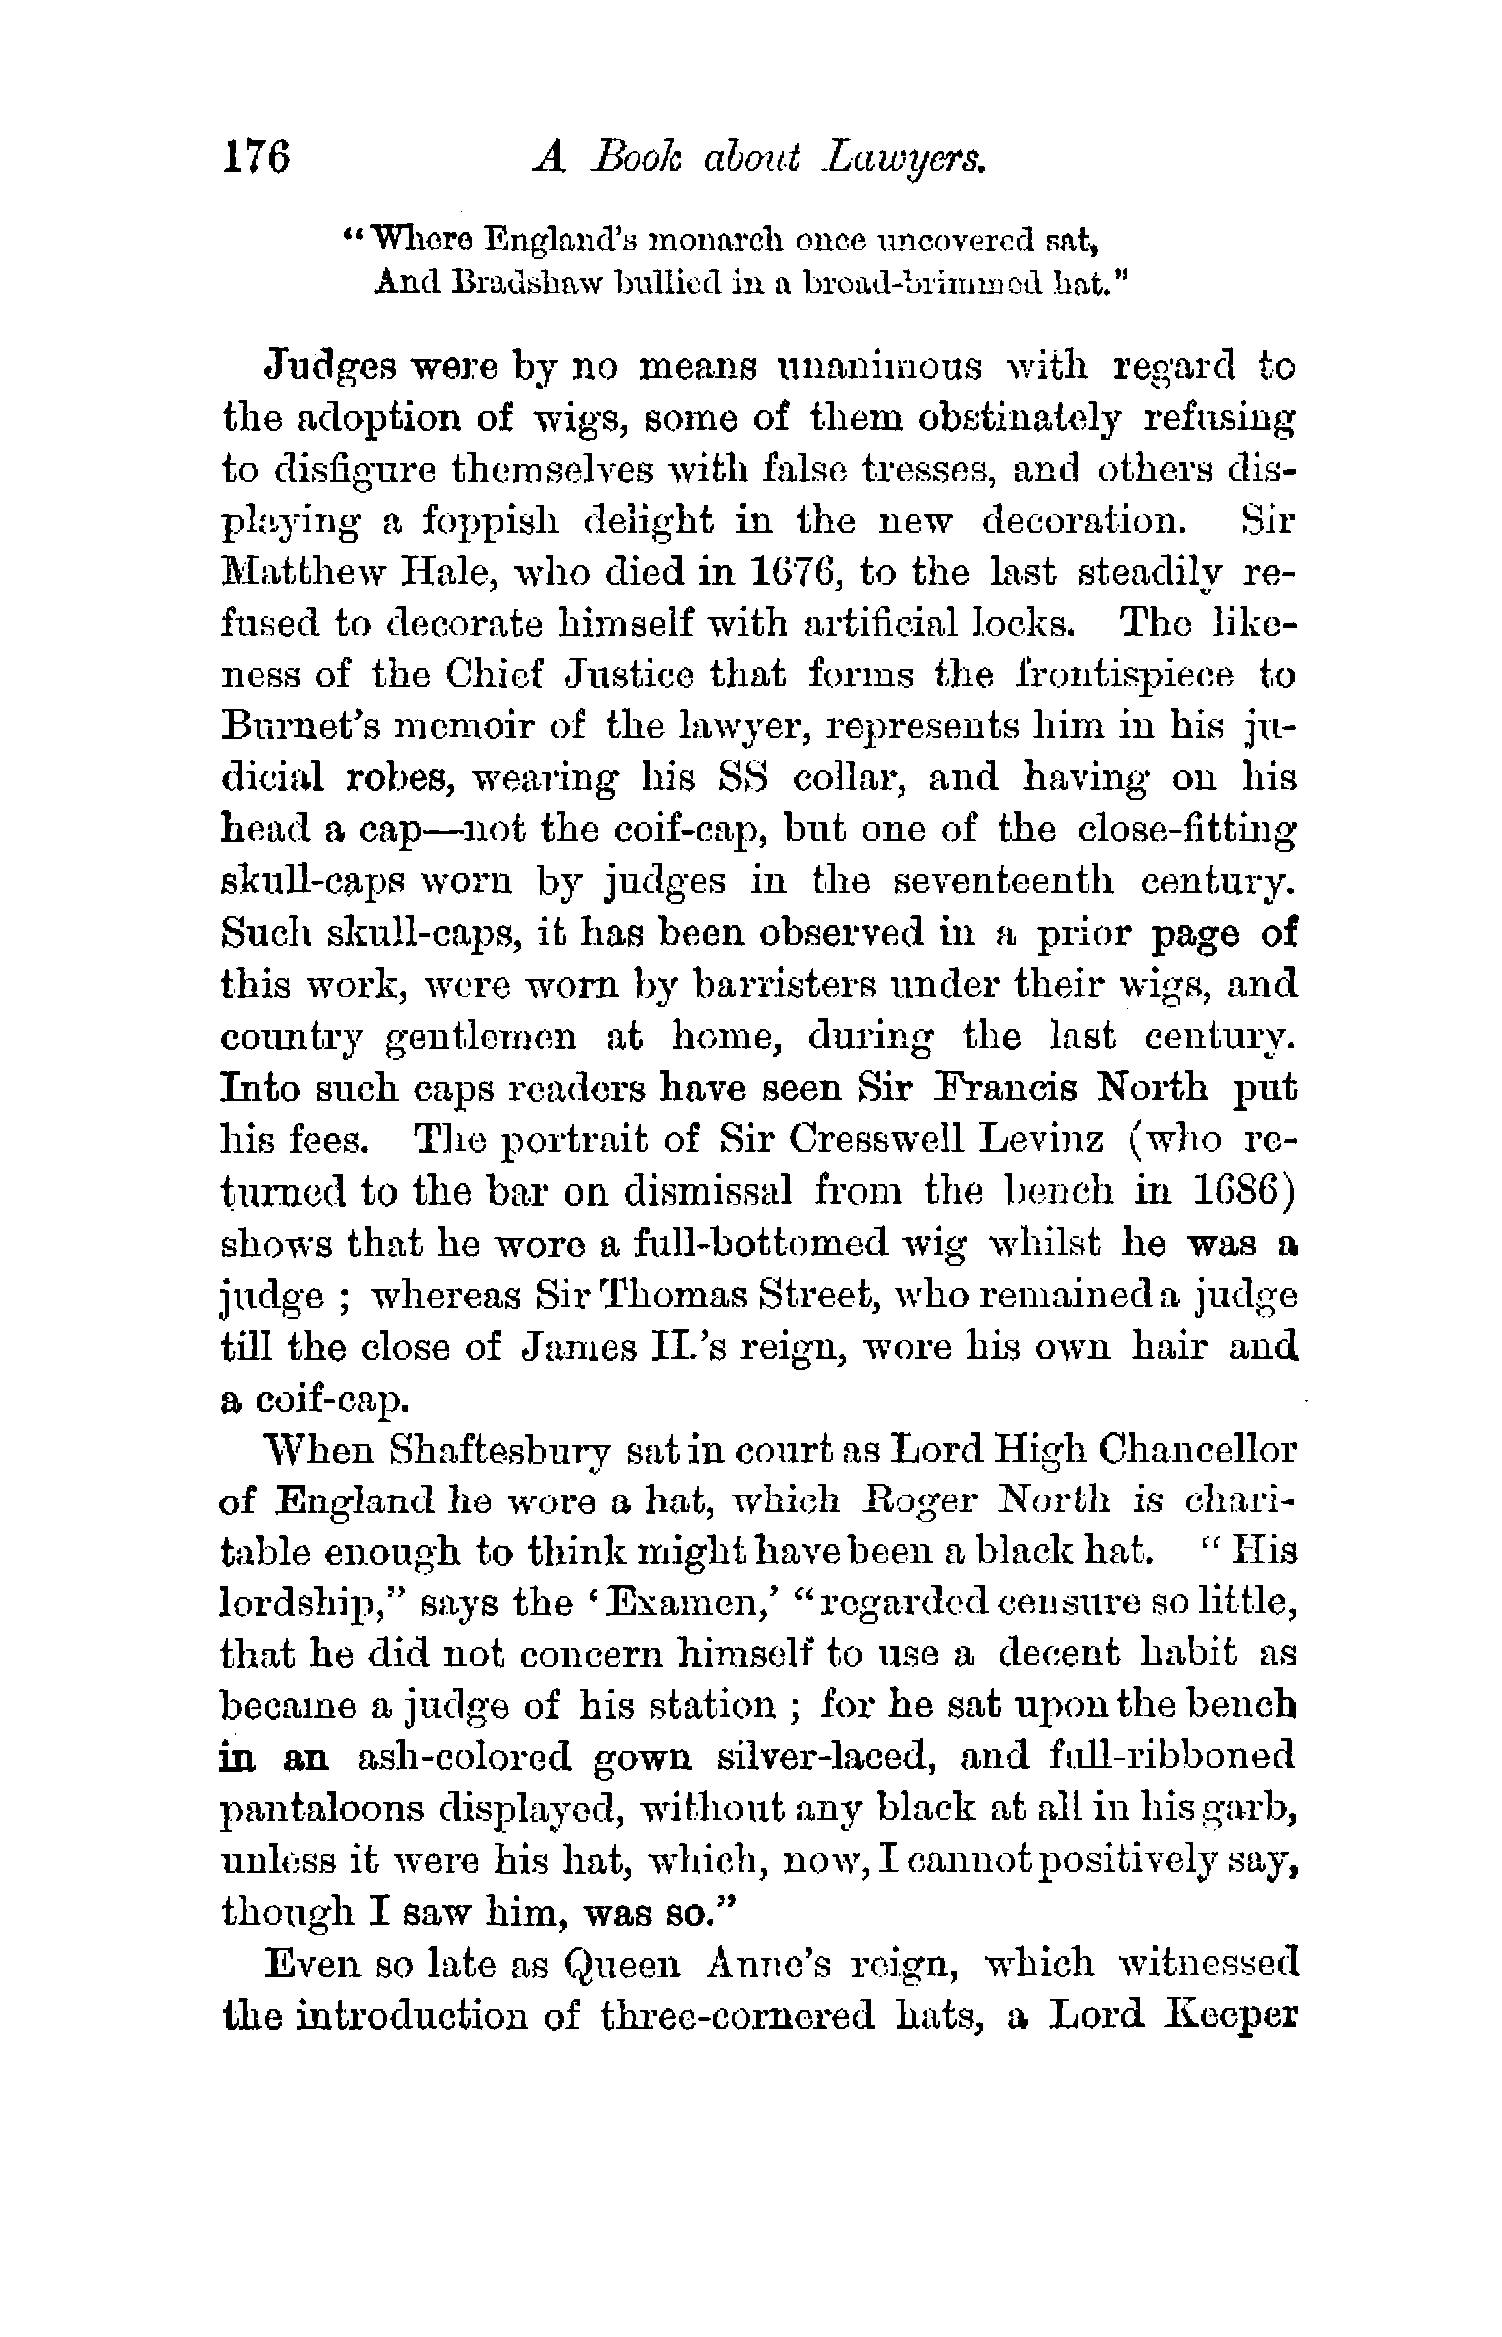 176 A Book about Lawyers.
"Where England's monarch once uncovered sat,
And Bradshaw bullied in a broad-brimmed hat."
Judges were by no means unanimous with regard to
the adoption of wigs, some of them obstinately refusing
to disfigure themselves with false tresses, and others dis-
playing a foppish delight in the new decoration. Sir
Matthew Hale, who died in 1676, to the last steadily re-
fused to decorate himself with artificial locks. The like-
ness of the Chief Justice that forms the frontispiece to
Burnet's memoir of the lawyer, represents him in his ju-
dicial robes, wearing his SS collar, and having on his
head a cap—not the coif-cap, but one of the close-fitting
skull-caps worn by judges in the seventeenth century.
Such skull-caps, it has been observed in a prior page of
this work, were worn by barristers under their wigs, and
country gentlemen at home, during the last century.
Into such caps readers have seen Sir Francis North put
his fees. The portrait of Sir Cresswell Levinz (who re-
turned to the bar on dismissal from the bench in 1686)
shows that he wore a full-bottomed wig whilst he was a
judge ; whereas Sir Thomas Street, who remained a judge
till the close of James II.'s reign, wore his own hair and
a coif-cap.
When Shaftesbury sat in court as Lord High Chancellor
of England he wore a hat, which Roger North is chari-
table enough to think might have been a black hat. "His
lordship," says the 'Examen,' "regarded censure so little,
that he did not concern himself to use a decent habit as
became a judge of his station ; for he sat upon the bench
in an ash-colored gown silver-laced, and full-ribboned
pantaloons displayed, without any black at all in his garb,
unless it were his hat, which, now, I cannot positively say,
though I saw him, was so."
Even so late as Queen Anne's reign, which witnessed
the introduction of three-cornered hats, a Lord Keeper